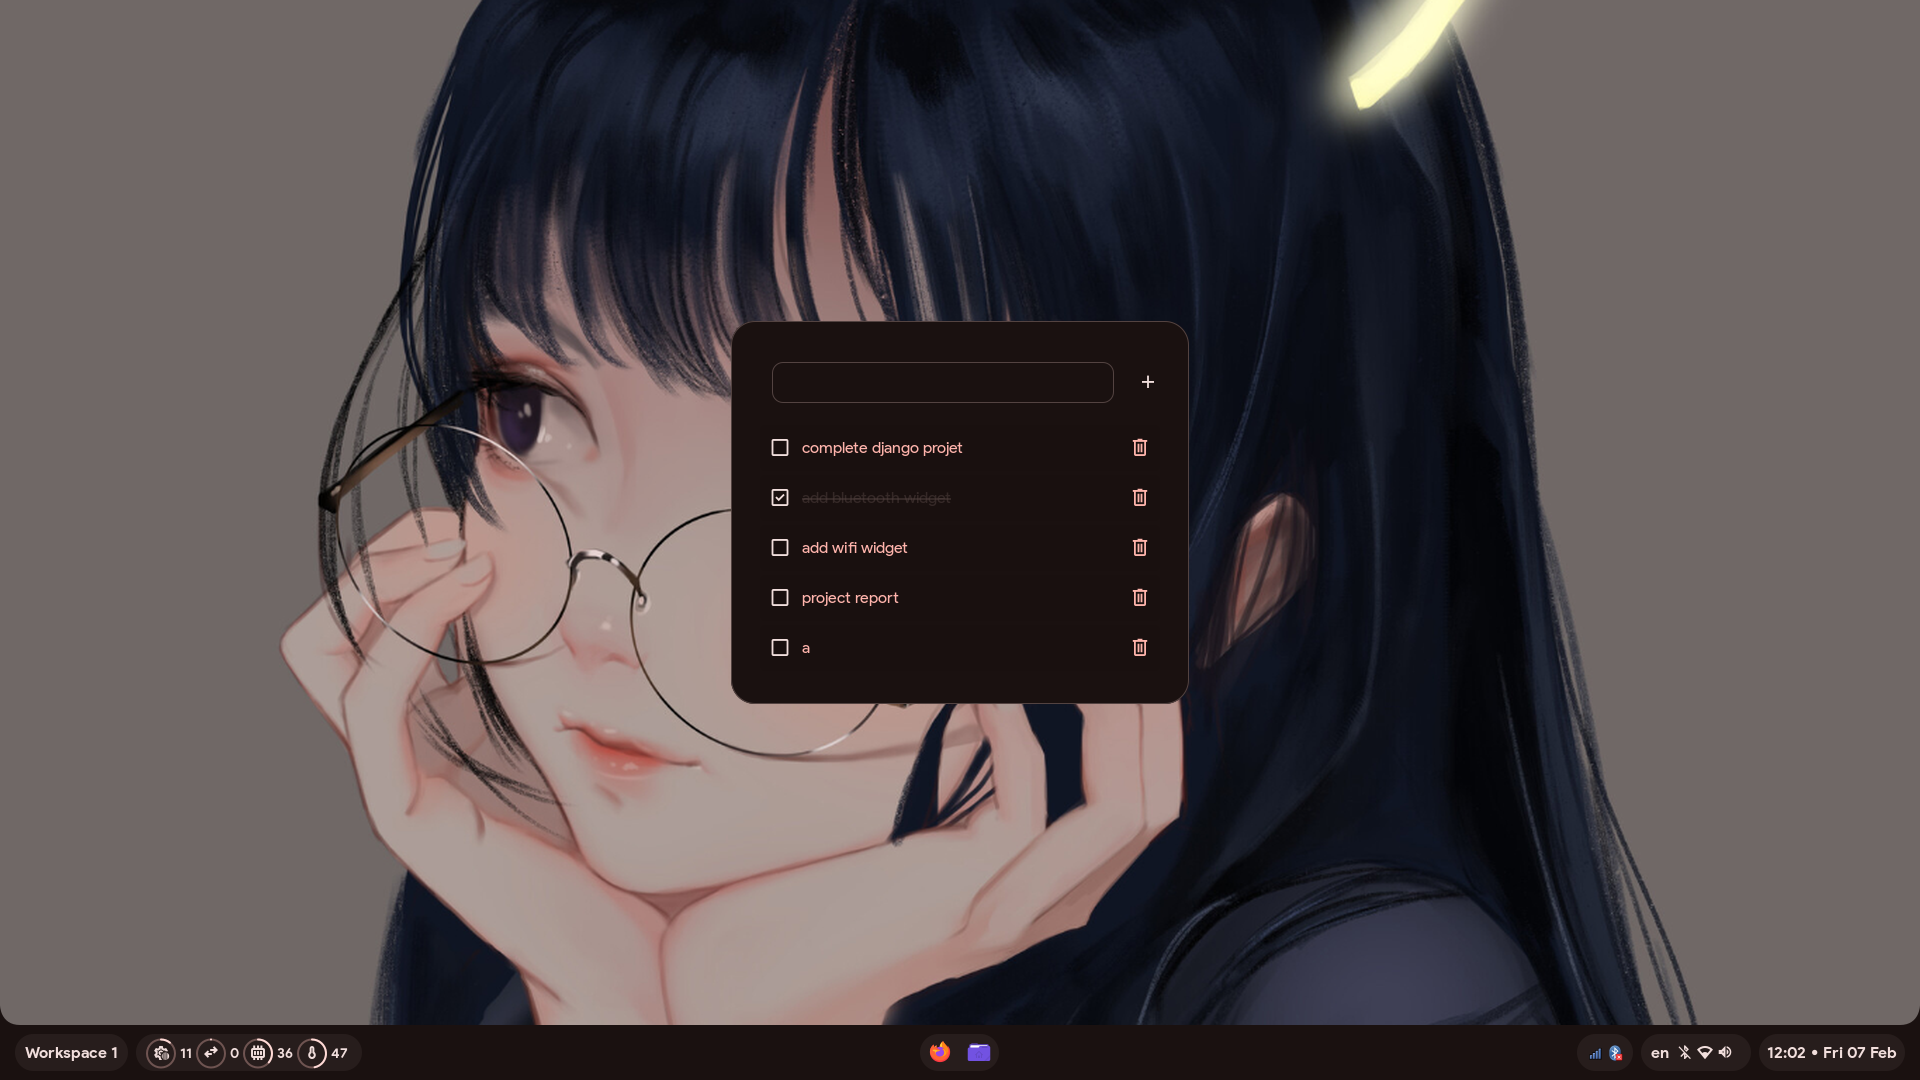 complete django projet
add bluetooth widget
add wifi widget
project report
a
Workspace 1 11 0 36 47 en 12:02 • Fri 07 Feb